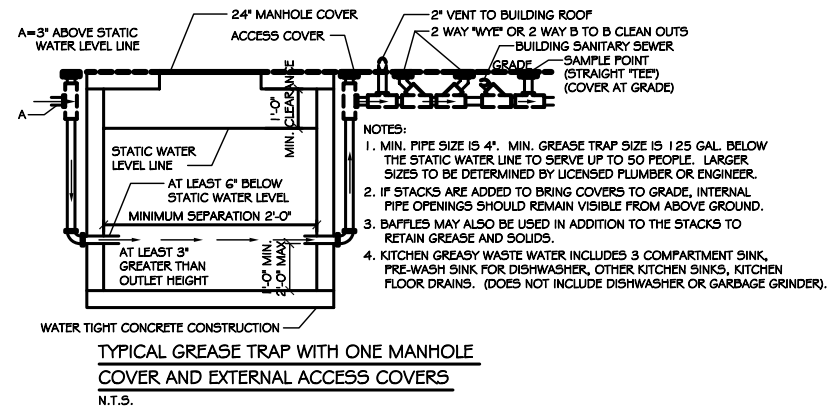 A=3" ABOVE STATIC
WATER LEVEL LINE
24" MANHOLE COVER
ACCESS COVER
2" VENT TO BUILDING ROOF
2 WAY "WYE" OR 2 WAY B TO B CLEAN OUTS
BUILDING SANITARY SEWER
GRADE
SAMPLE POINT
(STRAIGHT "TEE")
(COVER AT GRADE)
A
1'-0"
MIN. CLEARANCE
STATIC WATER
LEVEL LINE
AT LEAST 6" BELOW
STATIC WATER LEVEL
MINIMUM SEPARATION 2'-0"
AT LEAST 3"
GREATER THAN
OUTLET HEIGHT
1'-0" MIN.
2'-0" MAX.
WATER TIGHT CONCRETE CONSTRUCTION
NOTES:
1. MIN. PIPE SIZE IS 4". MIN. GREASE TRAP SIZE IS 125 GAL. BELOW
THE STATIC WATER LINE TO SERVE UP TO 50 PEOPLE. LARGER
SIZES TO BE DETERMINED BY LICENSED PLUMBER OR ENGINEER.
2. IF STACKS ARE ADDED TO BRING COVERS TO GRADE, INTERNAL
PIPE OPENINGS SHOULD REMAIN VISIBLE FROM ABOVE GROUND.
3. BAFFLES MAY ALSO BE USED IN ADDITION TO THE STACKS TO
RETAIN GREASE AND SOLIDS.
4. KITCHEN GREASY WASTE WATER INCLUDES 3 COMPARTMENT SINK,
PRE-WASH SINK FOR DISHWASHER, OTHER KITCHEN SINKS, KITCHEN
FLOOR DRAINS. (DOES NOT INCLUDE DISHWASHER OR GARBAGE GRINDER).
TYPICAL GREASE TRAP WITH ONE MANHOLE
COVER AND EXTERNAL ACCESS COVERS
N.T.S.